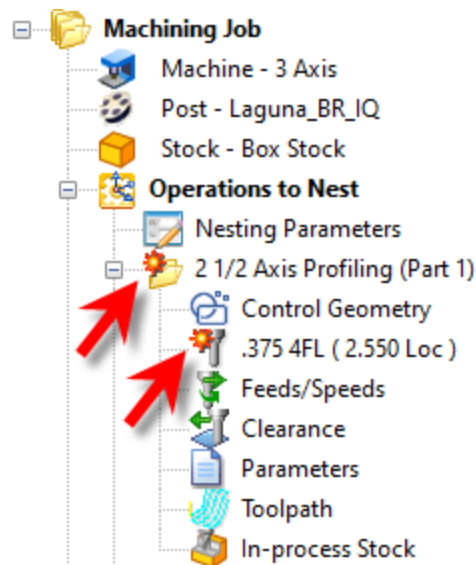 Machining Job
Machine - 3 Axis
Post - Laguna_BR_IQ
Stock - Box Stock
Operations to Nest
Nesting Parameters
2 1/2 Axis Profiling (Part 1)
Control Geometry
.375 4FL ( 2.550 Loc )
Feeds/Speeds
Clearance
Parameters
Toolpath
In-process Stock